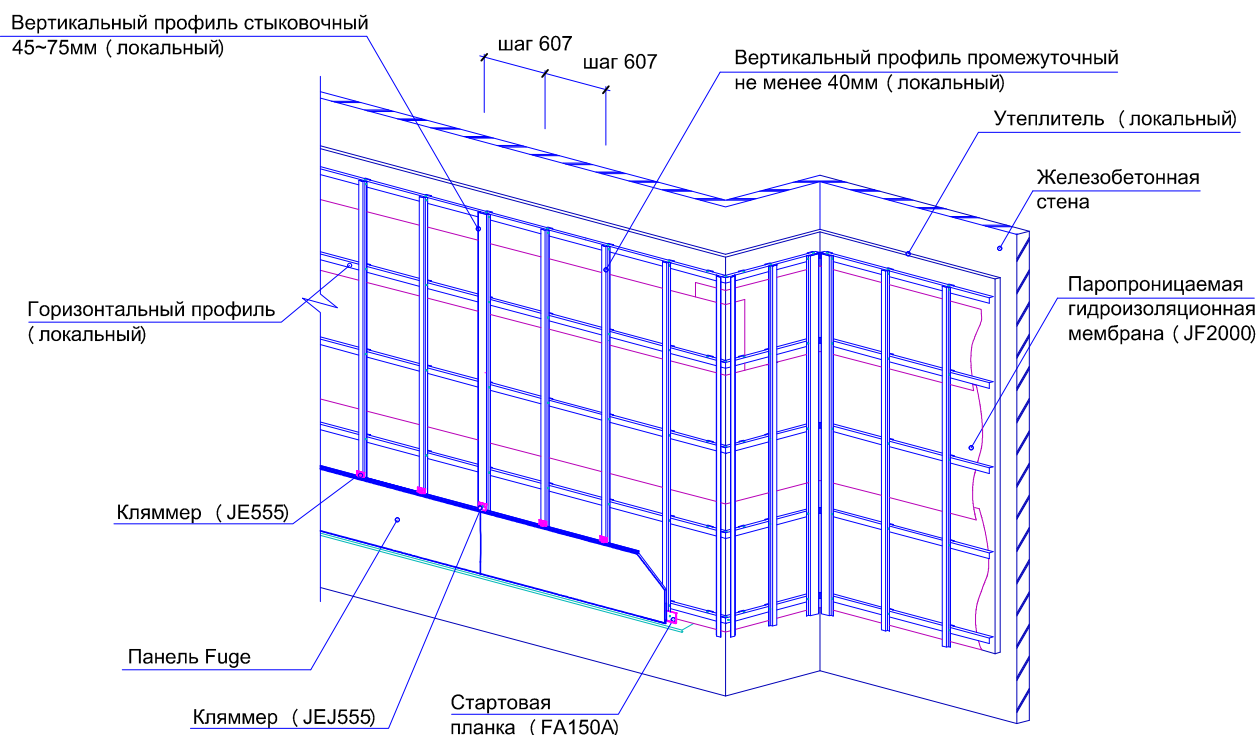 Вертикальный профиль стыковочный
45~75мм ( локальный)
шаг 607
шаг 607
Вертикальный профиль промежуточный
не менее 40мм ( локальный)
Утеплитель ( локальный)
Железобетонная
стена
Паропроницаемая
гидроизоляционная
мембрана ( JF2000)
Горизонтальный профиль
( локальный)
Кляммер ( JE555)
Панель Fuge
Кляммер ( JEJ555)
Стартовая
планка ( FA150A)